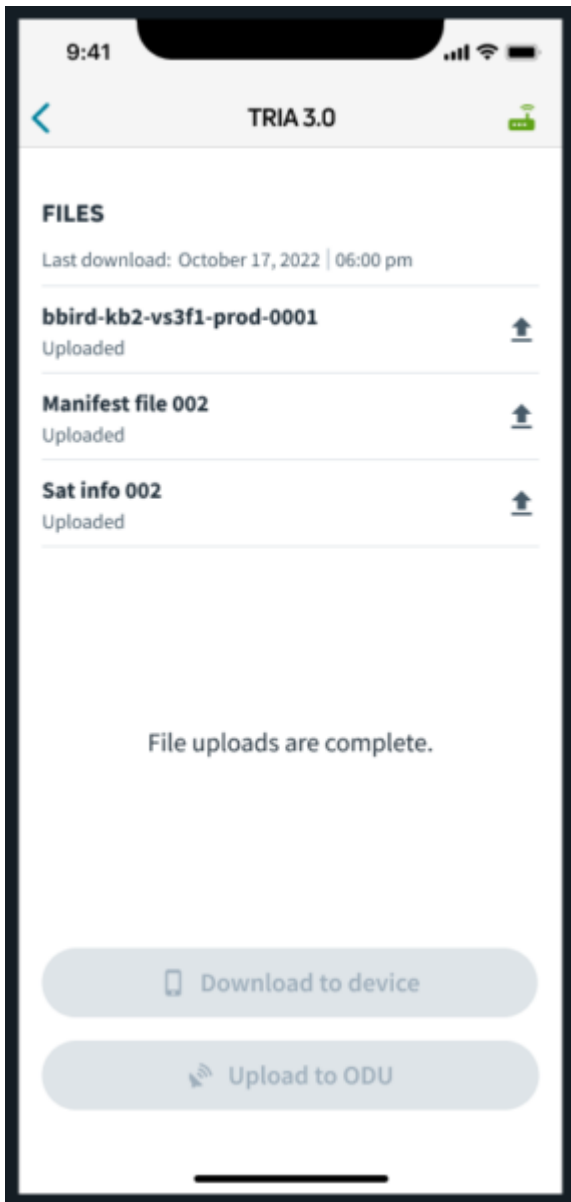 9:41
TRIA 3.0
FILES
Last download: October 17, 2022 | 06:00 pm
bbird-kb2-vs3f1-prod-0001
Uploaded
Manifest file 002
Uploaded
Sat info 002
Uploaded
File uploads are complete.
Download to device
Upload to ODU